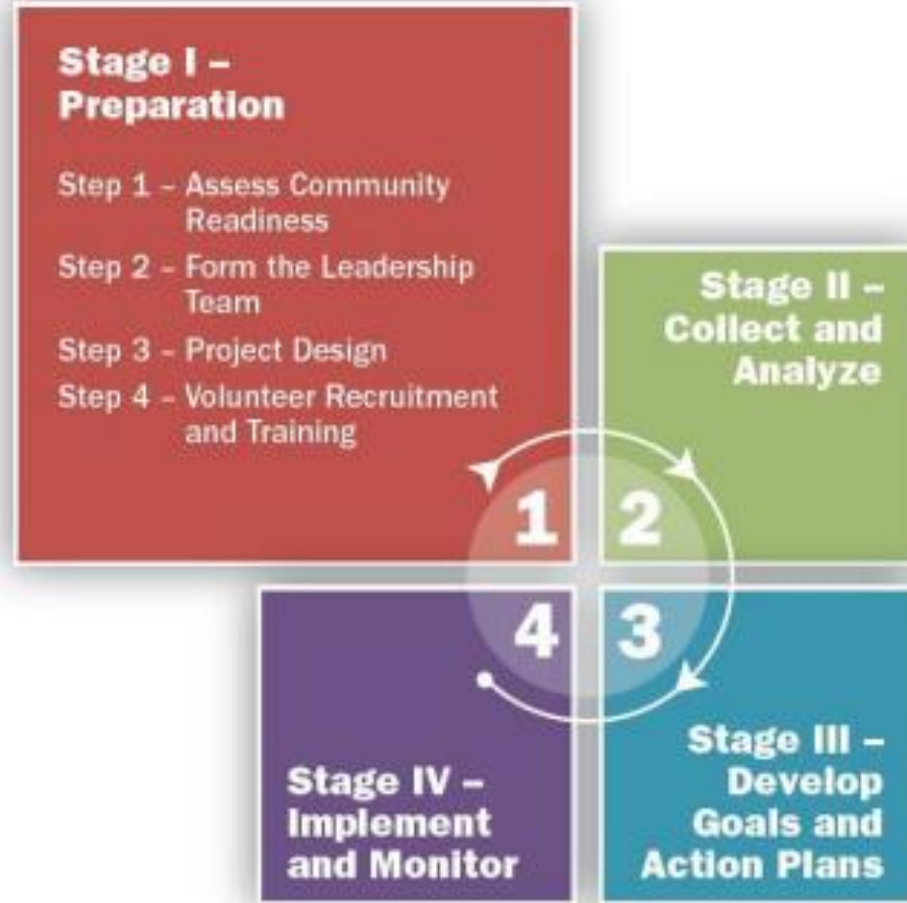 Stage I –
Preparation
Step 1 – Assess Community
Readiness
Step 2 – Form the Leadership
Team
Step 3 – Project Design
Step 4 – Volunteer Recruitment
and Training
Stage II –
Collect and
Analyze
1
2
4
3
Stage IV –
Implement
and Monitor
Stage III –
Develop
Goals and
Action Plans